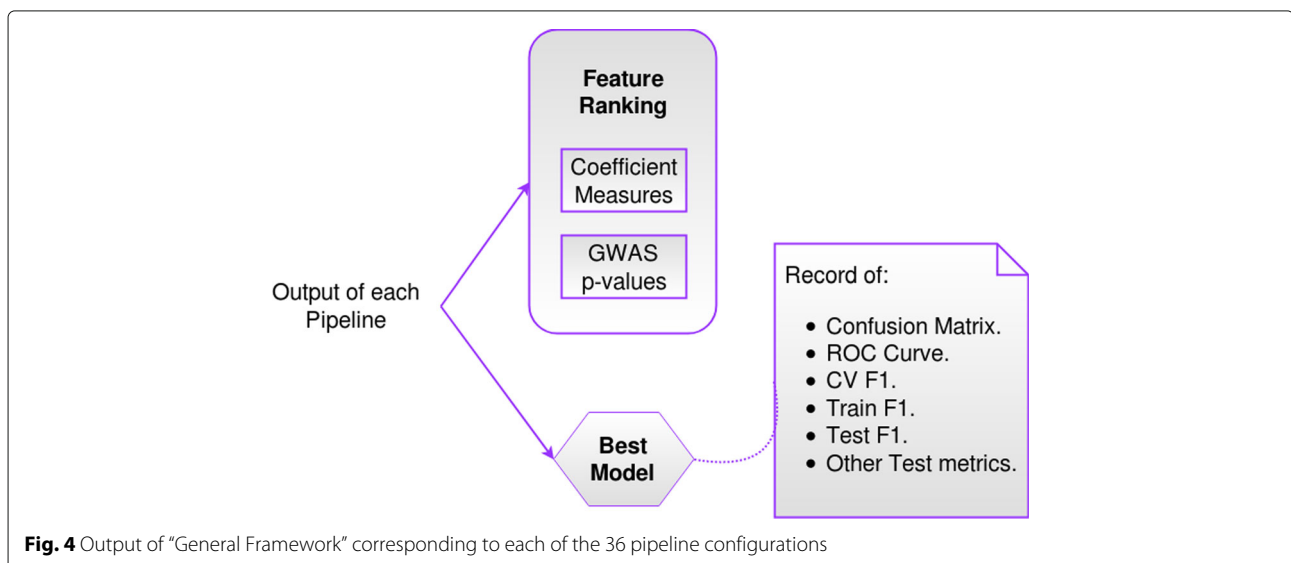 Feature
Ranking
Coefficient
Measures
GWAS
p-values
Output of each
Pipeline
Best
Model
Record of:
• Confusion Matrix.
• ROC Curve.
• CV F1.
• Train F1.
• Test F1.
• Other Test metrics.
Fig. 4 Output of “General Framework” corresponding to each of the 36 pipeline configurations